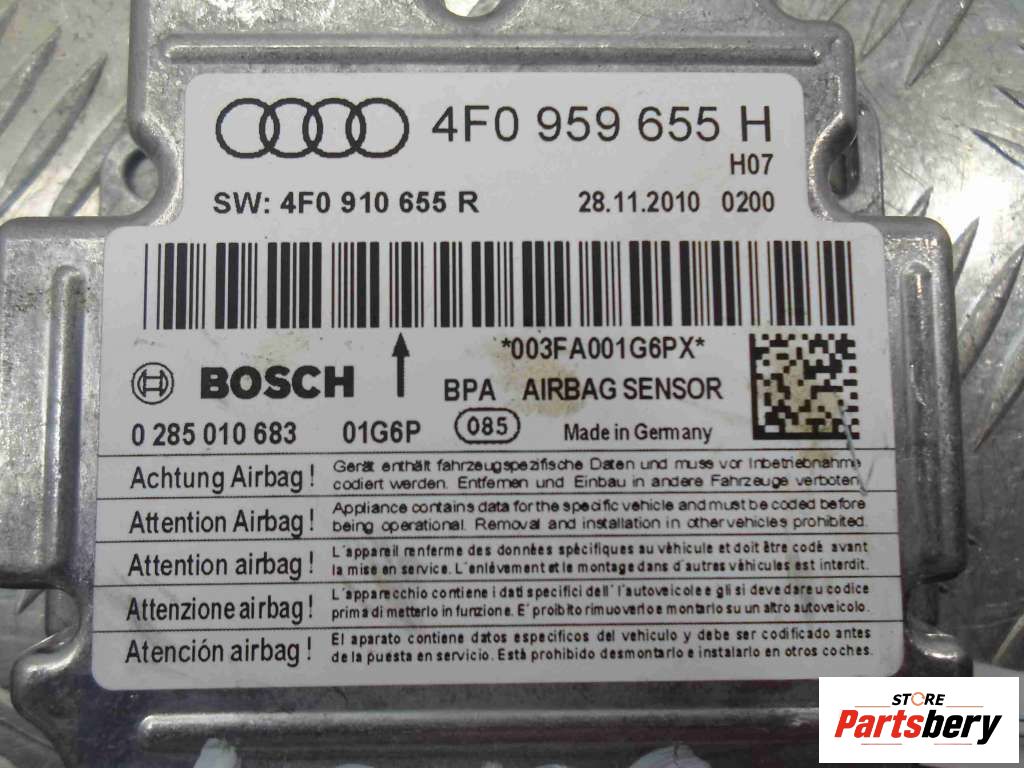 4F0 959 655 H
H07
SW: 4F0 910 655 R 28.11.2010 0200
*003FA001G6PX*
BOSCH BPA AIRBAG SENSOR
0 285 010 683 01G6P 085 Made in Germany
Achtung Airbag! Gerät enthält fahrzeugspezifische Daten und muss vor Inbetriebnahme
codiert werden. Entfernen und Einbau in andere Fahrzeuge verboten.
Attention Airbag! Appliance contains data for the specific vehicle and must be coded before
being operational. Removal and installation in other vehicles prohibited.
Attention airbag! L'appareil renferme des données spécifiques au véhicule et doit être codé avant
la mise en service. L'enlèvement et le montage dans d'autres véhicules est interdit.
Attenzione airbag! L'apparecchio contiene i dati specifici dell' l'autoveicolo e gli si deve dare u codice
prima di metterlo in funzione. E' proibito rimuoverlo e montarlo su un altro autoveicolo.
Atención airbag! El aparato contiene datos especificos del vehiculo y debe ser codificado antes
de la puesta en servicio. Está prohibido desmontarlo e instalarlo en otros coches.
STORE
Partsbery